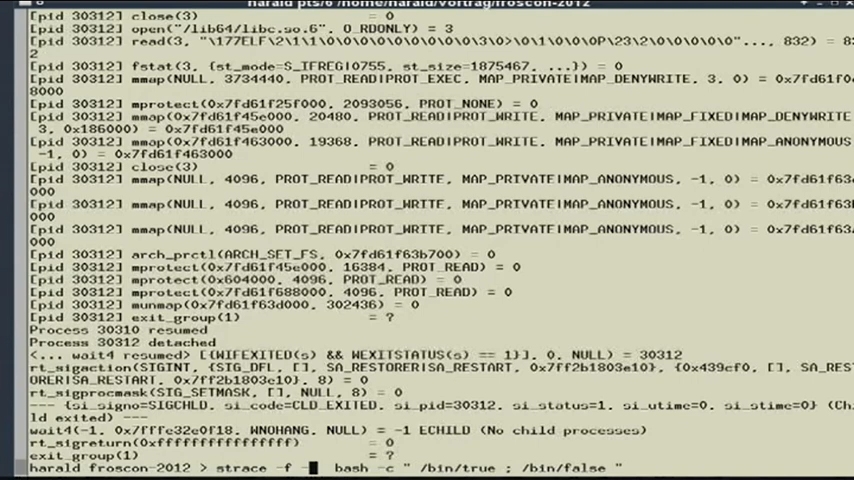 harald pts/6 /home/harald/vortrag/froscon-2012
[pid 30312] close(3) = 0
[pid 30312] open("/lib64/libc.so.6", O_RDONLY) = 3
[pid 30312] read(3, "\177ELF\2\1\1\0\0\0\0\0\0\0\0\0\3\0>\0\1\0\0\0P\23\2\0\0\0\0\0"..., 832) = 83
2
[pid 30312] fstat(3, {st_mode=S_IFREG|0755, st_size=1875467, ...}) = 0
[pid 30312] mmap(NULL, 3734440, PROT_READ|PROT_EXEC, MAP_PRIVATE|MAP_DENYWRITE, 3, 0) = 0x7fd61f0d
8000
[pid 30312] mprotect(0x7fd61f25f000, 2093056, PROT_NONE) = 0
[pid 30312] mmap(0x7fd61f45e000, 20480, PROT_READ|PROT_WRITE, MAP_PRIVATE|MAP_FIXED|MAP_DENYWRITE
3, 0x186000) = 0x7fd61f45e000
[pid 30312] mmap(0x7fd61f463000, 19368, PROT_READ|PROT_WRITE, MAP_PRIVATE|MAP_FIXED|MAP_ANONYMOUS
-1, 0) = 0x7fd61f463000
[pid 30312] close(3) = 0
[pid 30312] mmap(NULL, 4096, PROT_READ|PROT_WRITE, MAP_PRIVATE|MAP_ANONYMOUS, -1, 0) = 0x7fd61f63
000
[pid 30312] mmap(NULL, 4096, PROT_READ|PROT_WRITE, MAP_PRIVATE|MAP_ANONYMOUS, -1, 0) = 0x7fd61f63
000
[pid 30312] mmap(NULL, 4096, PROT_READ|PROT_WRITE, MAP_PRIVATE|MAP_ANONYMOUS, -1, 0) = 0x7fd61f63
000
[pid 30312] arch_prctl(ARCH_SET_FS, 0x7fd61f63b700) = 0
[pid 30312] mprotect(0x7fd61f45e000, 16384, PROT_READ) = 0
[pid 30312] mprotect(0x604000, 4096, PROT_READ) = 0
[pid 30312] mprotect(0x7fd61f688000, 4096, PROT_READ) = 0
[pid 30312] munmap(0x7fd61f63d000, 302436) = 0
[pid 30312] exit_group(1) = ?
Process 30310 resumed
Process 30312 detached
<... wait4 resumed> [{WIFEXITED(s) && WEXITSTATUS(s) == 1}], 0, NULL) = 30312
rt_sigaction(SIGINT, {SIG_DFL, [], SA_RESTORER|SA_RESTART, 0x7ff2b1803e10}, {0x439cf0, [], SA_REST
ORER|SA_RESTART, 0x7ff2b1803e10}, 8) = 0
rt_sigprocmask(SIG_SETMASK, [], NULL, 8) = 0
--- {si_signo=SIGCHLD, si_code=CLD_EXITED, si_pid=30312, si_status=1, si_utime=0, si_stime=0} (Chi
ld exited) ---
wait4(-1, 0x7fffe32e0f18, WNOHANG, NULL) = -1 ECHILD (No child processes)
rt_sigreturn(0xffffffffffffffff) = 0
exit_group(1) = ?
harald froscon-2012 > strace -f - bash -c " /bin/true ; /bin/false "